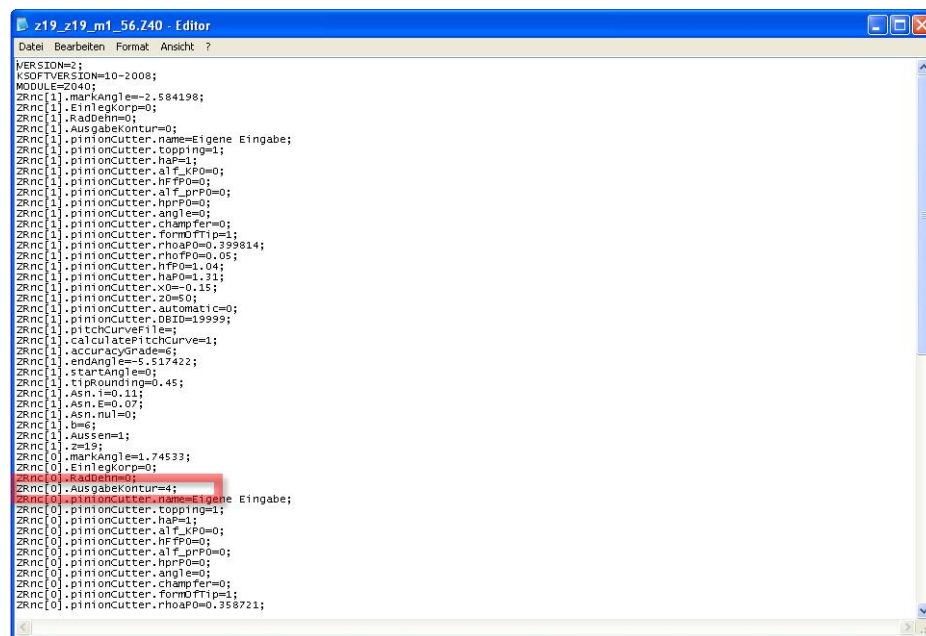 z19_z19_m1_56.Z40 - Editor
Datei Bearbeiten Format Ansicht ?
VERSION=2;
KSOFTVERSION=10-2008;
MODULE=Z040;
ZRnc[1].markAngle=-2.584198;
ZRnc[1].EinlegKorp=0;
ZRnc[1].RadDehn=0;
ZRnc[1].AusgabeKontur=0;
ZRnc[1].pinionCutter.name=Eigene Eingabe;
ZRnc[1].pinionCutter.topping=1;
ZRnc[1].pinionCutter.haP=1;
ZRnc[1].pinionCutter.alf_KP0=0;
ZRnc[1].pinionCutter.hFfP0=0;
ZRnc[1].pinionCutter.alf_prP0=0;
ZRnc[1].pinionCutter.hprP0=0;
ZRnc[1].pinionCutter.angle=0;
ZRnc[1].pinionCutter.champfer=0;
ZRnc[1].pinionCutter.formOfTip=1;
ZRnc[1].pinionCutter.rhoaP0=0.399814;
ZRnc[1].pinionCutter.rhofP0=0.05;
ZRnc[1].pinionCutter.hfP0=1.04;
ZRnc[1].pinionCutter.haP0=1.31;
ZRnc[1].pinionCutter.x0=-0.15;
ZRnc[1].pinionCutter.z0=50;
ZRnc[1].pinionCutter.automatic=0;
ZRnc[1].pinionCutter.DBID=19999;
ZRnc[1].pitchCurveFile=;
ZRnc[1].calculatePitchCurve=1;
ZRnc[1].accuracyGrade=6;
ZRnc[1].endAngle=-5.517422;
ZRnc[1].startAngle=0;
ZRnc[1].tipRounding=0.45;
ZRnc[1].Asn.i=0.11;
ZRnc[1].Asn.E=0.07;
ZRnc[1].Asn.nul=0;
ZRnc[1].b=6;
ZRnc[1].Aussen=1;
ZRnc[1].z=19;
ZRnc[0].markAngle=1.74533;
ZRnc[0].EinlegKorp=0;
ZRnc[0].RadDehn=0;
ZRnc[0].AusgabeKontur=4;
ZRnc[0].pinionCutter.name=Eigene Eingabe;
ZRnc[0].pinionCutter.topping=1;
ZRnc[0].pinionCutter.haP=1;
ZRnc[0].pinionCutter.alf_KP0=0;
ZRnc[0].pinionCutter.hFfP0=0;
ZRnc[0].pinionCutter.alf_prP0=0;
ZRnc[0].pinionCutter.hprP0=0;
ZRnc[0].pinionCutter.angle=0;
ZRnc[0].pinionCutter.champfer=0;
ZRnc[0].pinionCutter.formOfTip=1;
ZRnc[0].pinionCutter.rhoaP0=0.358721;